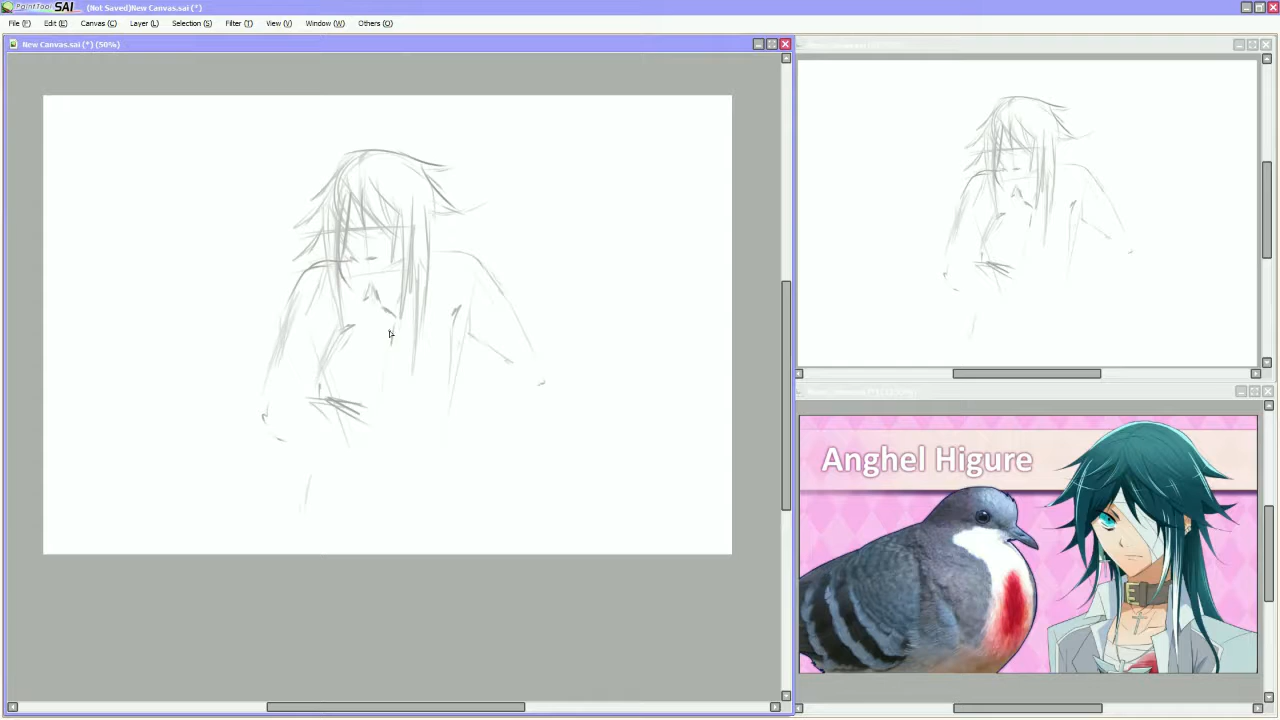 PaintTool SAI (Not Saved)New Canvas.sai (*)
File (F) Edit (E) Canvas (C) Layer (L) Selection (S) Filter (T) View (V) Window (W) Others (O)
New Canvas.sai (*) (50%)
Anghel Higure